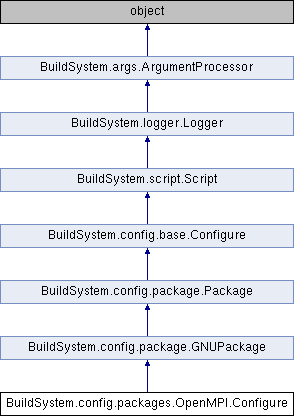 object
BuildSystem.args.ArgumentProcessor
BuildSystem.logger.Logger
BuildSystem.script.Script
BuildSystem.config.base.Configure
BuildSystem.config.package.Package
BuildSystem.config.package.GNUPackage
BuildSystem.config.packages.OpenMPI.Configure